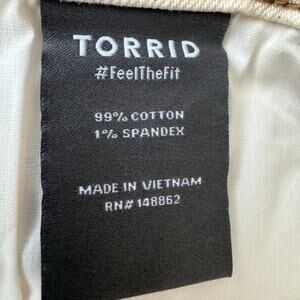 TORRID
#FeelTheFit
99% COTTON
1% SPANDEX
MADE IN VIETNAM
RN# 148862